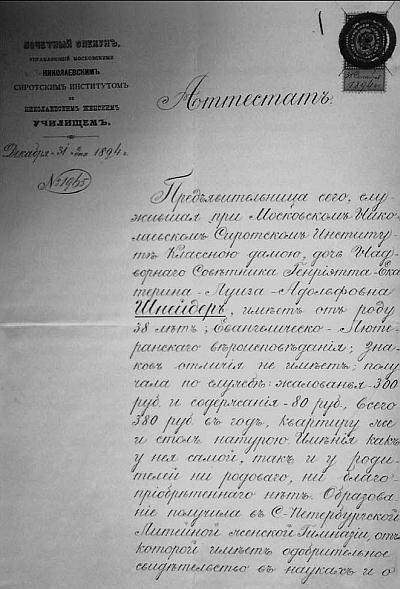 ПОЧЕТНЫЙ ОПЕКУНЪ,
УПРАВЛЯЮЩІЙ МОСКОВСКИМИ
НИКОЛАЕВСКИМЪ
СИРОТСКИМЪ ИНСТИТУТОМЪ
и
НИКОЛАЕВСКИМЪ ЖЕНСКИМЪ
УЧИЛИЩЕМЪ.
Декабря 31 дня 1894 г.
№ 1965
1894 г.
Аттестатъ.
Предъявительница сего, слу-
жившая при Московскомъ Нико-
лаевскомъ Сиротскомъ Институ-
тѣ Классною дамою, дочь Над-
ворнаго Совѣтника Генріэтта-Ека-
терина-Луиза-Адольфовна
Шнейдеръ, имѣетъ отъ роду
38 лѣтъ; Евангелическо-Люте-
ранскаго вѣроисповѣданія; зна-
ковъ отличія не имѣетъ; полу-
чала по службѣ: жалованья-300
руб. и содержанія-80 руб., всего
380 руб. въ годъ, квартиру же
и столъ натурою. Имѣнія какъ
у нея самой, такъ и у роди-
телей ни родоваго, ни благо-
пріобрѣтеннаго нѣтъ. Образова-
ніе получила въ С-Петербургской
Литейной женской Гимназіи, отъ
которой имѣетъ одобрительное
свидѣтельство въ наукахъ и о